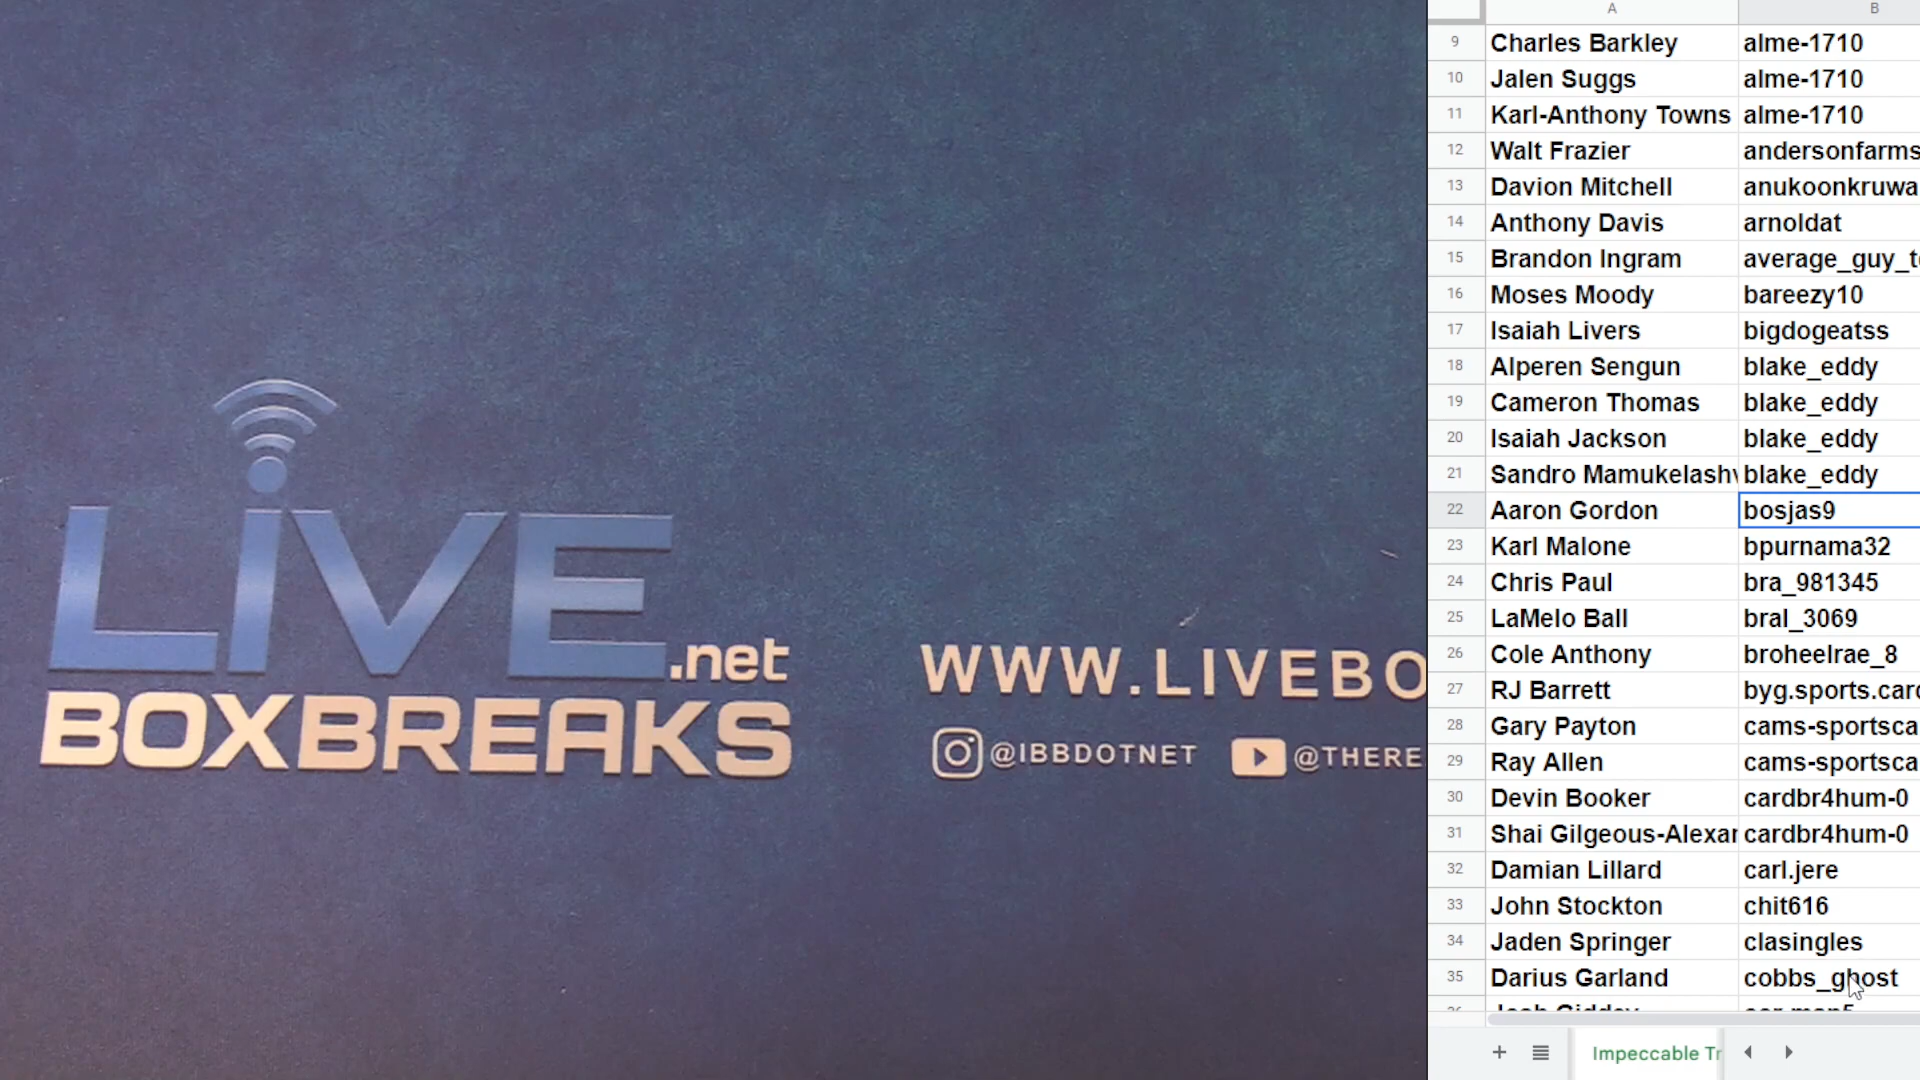 LiVE
.net
BOXBREAKS
WWW.LIVEBO
@IBBDOTNET @THERE
A B
9 Charles Barkley alme-1710
10 Jalen Suggs alme-1710
11 Karl-Anthony Towns alme-1710
12 Walt Frazier andersonfarms
13 Davion Mitchell anukoonkruwa
14 Anthony Davis arnoldat
15 Brandon Ingram average_guy_t
16 Moses Moody bareezy10
17 Isaiah Livers bigdogeatss
18 Alperen Sengun blake_eddy
19 Cameron Thomas blake_eddy
20 Isaiah Jackson blake_eddy
21 Sandro Mamukelashv blake_eddy
22 Aaron Gordon bosjas9
23 Karl Malone bpurnama32
24 Chris Paul bra_981345
25 LaMelo Ball bral_3069
26 Cole Anthony broheelrae_8
27 RJ Barrett byg.sports.card
28 Gary Payton cams-sportsca
29 Ray Allen cams-sportsca
30 Devin Booker cardbr4hum-0
31 Shai Gilgeous-Alexar cardbr4hum-0
32 Damian Lillard carl.jere
33 John Stockton chit616
34 Jaden Springer clasingles
35 Darius Garland cobbs_ghost
Impeccable Tr